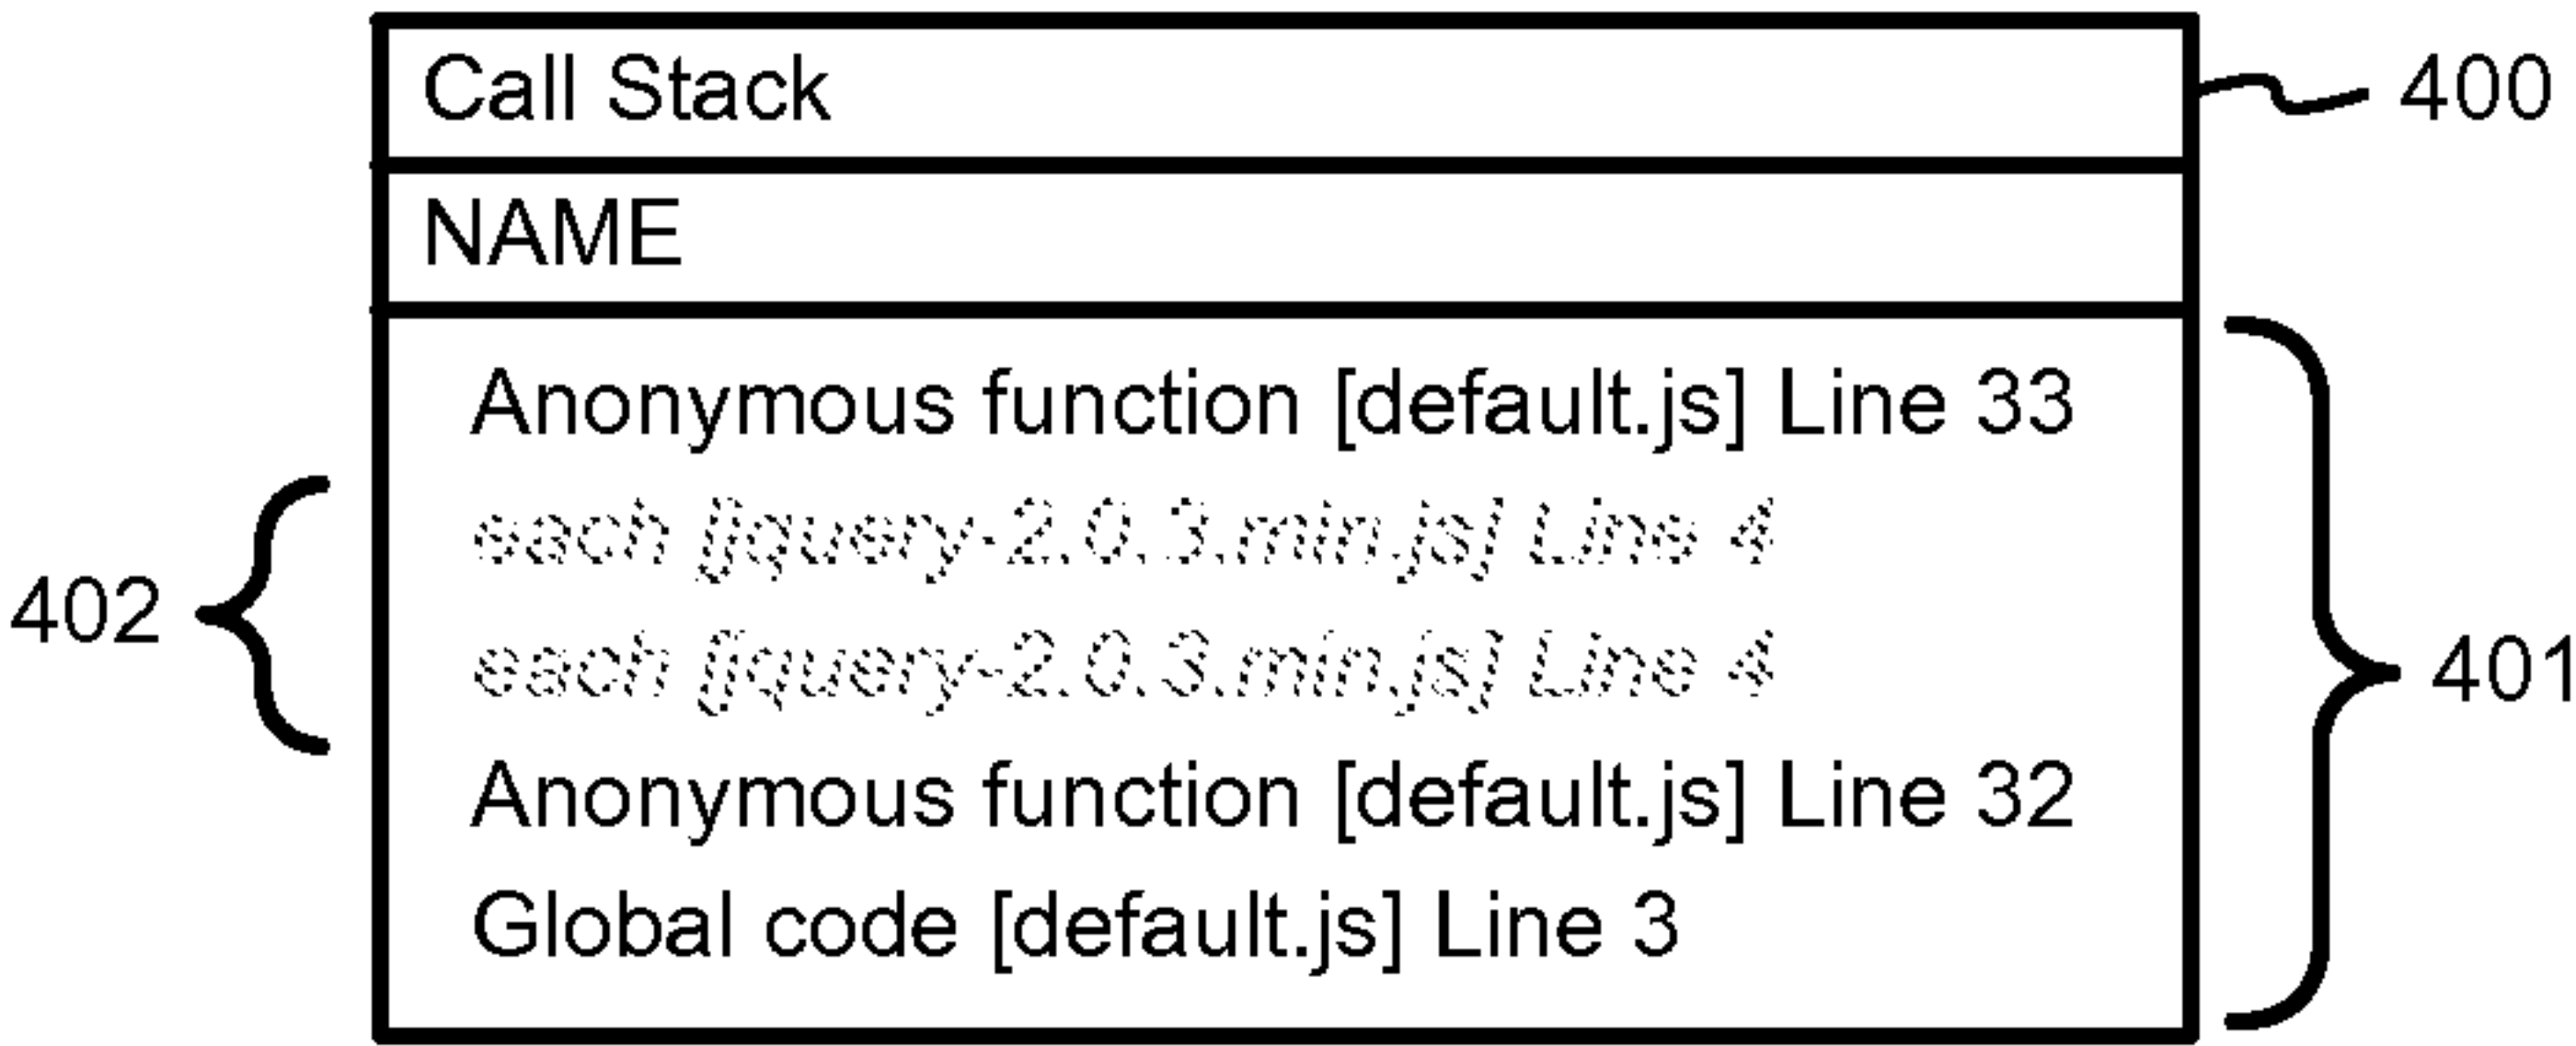 Call Stack
400
NAME
Anonymous function [default.js] Line 33
each [jquery-2.0.3.min.js] Line 4
402
each [jquery-2.0.3.min.js] Line 4
401
Anonymous function [default.js] Line 32
Global code [default.js] Line 3